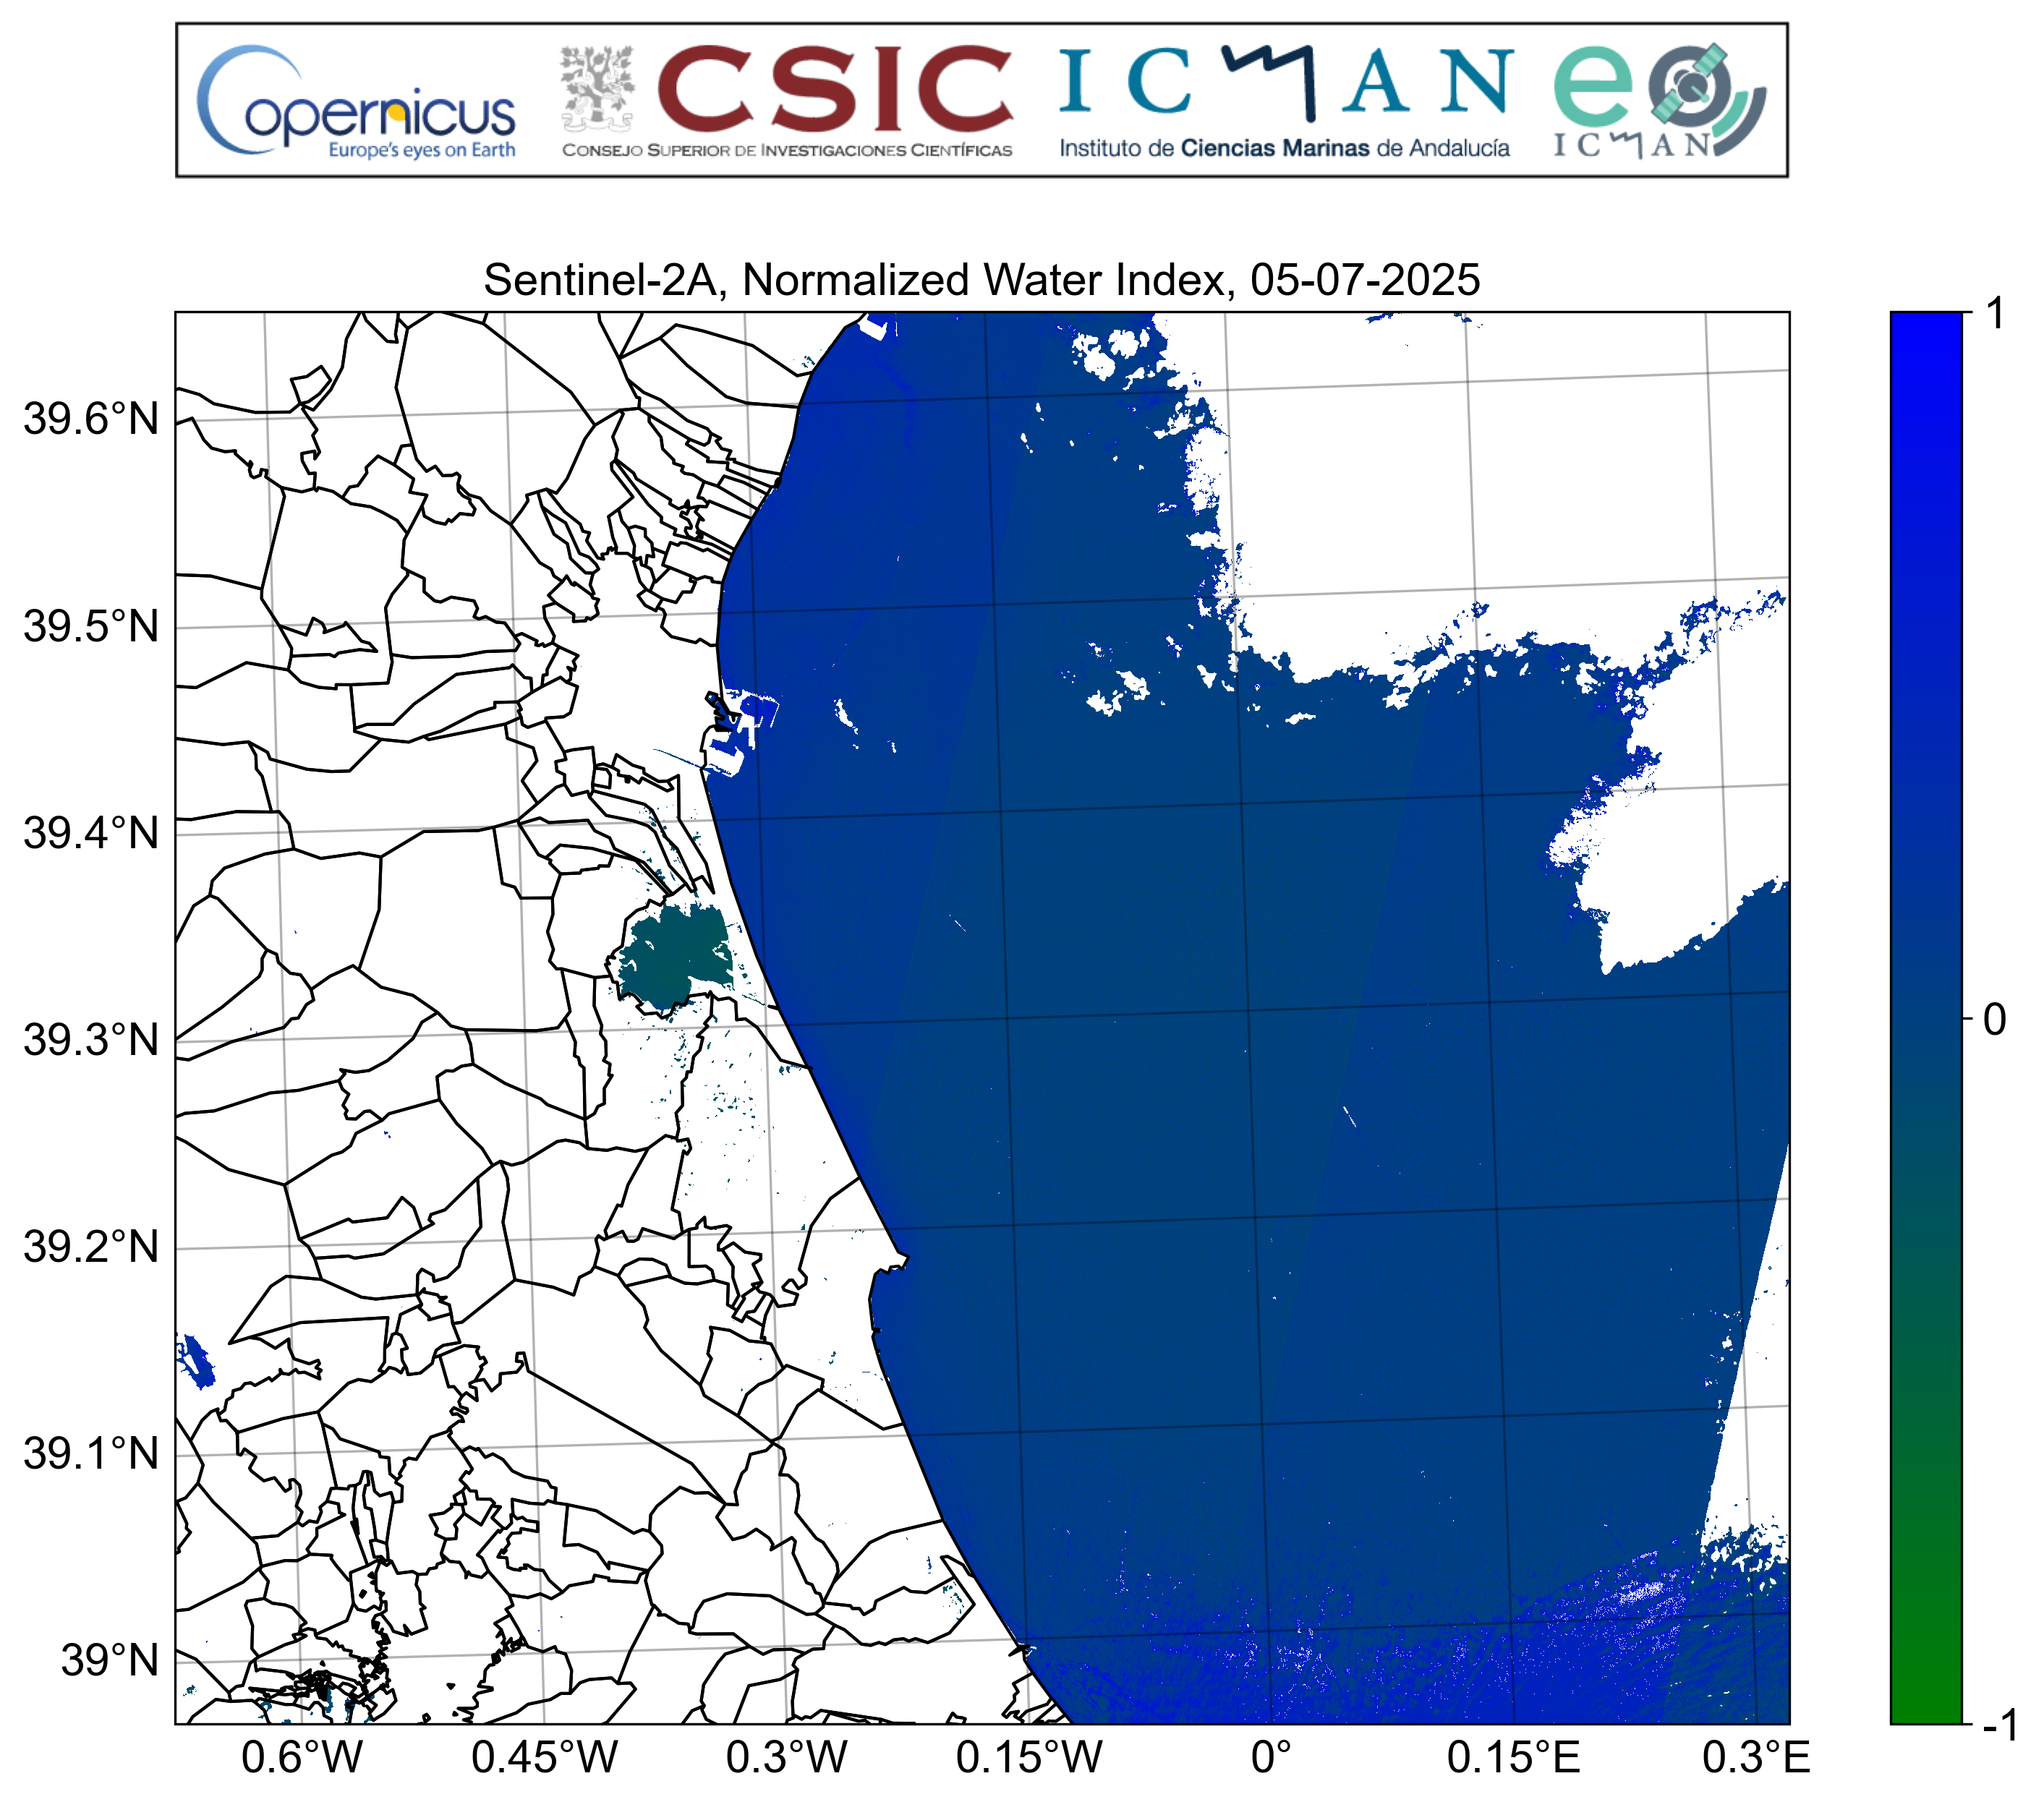 Copernicus
Europe's eyes on Earth
CSIC
CONSEJO SUPERIOR DE INVESTIGACIONES CIENTÍFICAS
ICMAN
Instituto de Ciencias Marinas de Andalucía
eo
ICMAN
Sentinel-2A, Normalized Water Index, 05-07-2025
39.6°N
39.5°N
39.4°N
39.3°N
39.2°N
39.1°N
39°N
0.6°W 0.45°W 0.3°W 0.15°W 0° 0.15°E 0.3°E
1
0
-1